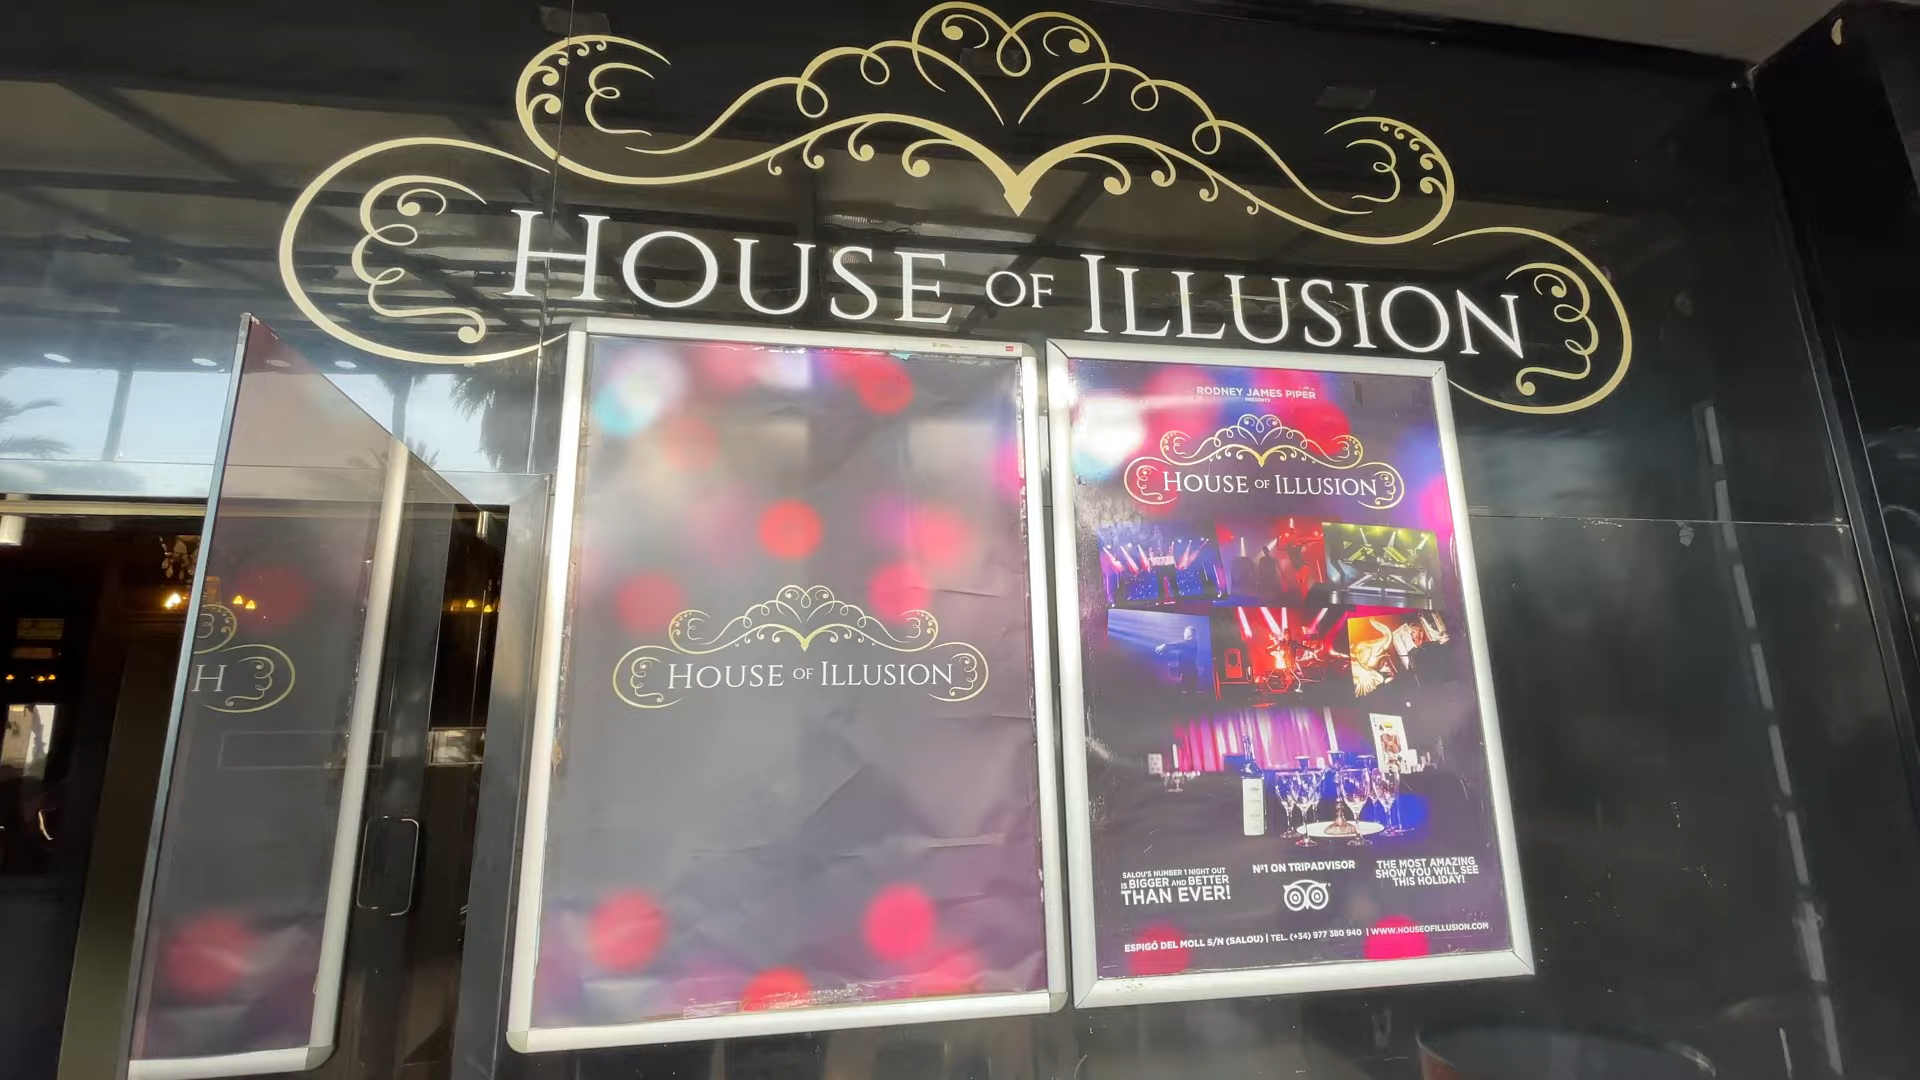 HOUSE OF ILLUSION
H
HOUSE OF ILLUSION
RODNEY JAMES PIPER
PRESENTS
HOUSE OF ILLUSION
SALOU'S NUMBER 1 NIGHT OUT
IS BIGGER AND BETTER
THAN EVER!
Nº1 ON TRIPADVISOR
THE MOST AMAZING
SHOW YOU WILL SEE
THIS HOLIDAY!
ESPIGÓ DEL MOLL S/N (SALOU) | TEL. (+34) 977 380 940 | WWW.HOUSEOFILLUSION.COM